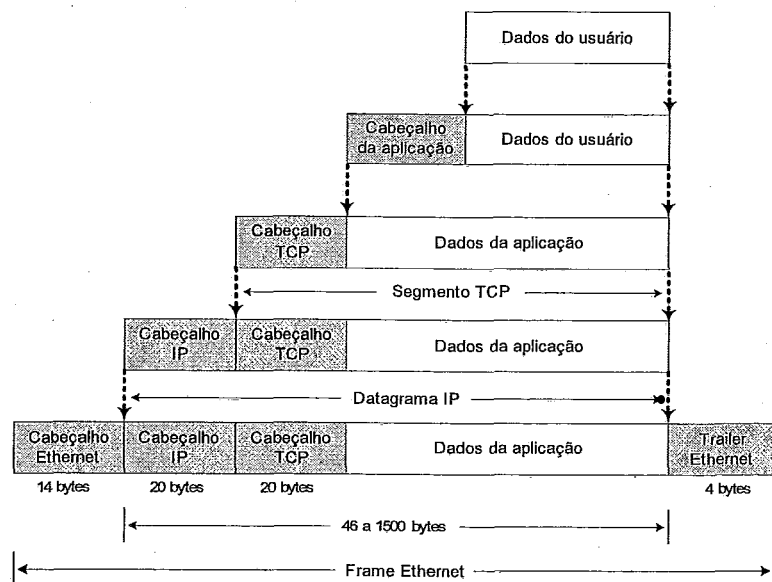 Dados do usuário
Cabeçalho da aplicação
Dados do usuário
Cabeçalho TCP
Dados da aplicação
Segmento TCP
Cabeçalho IP
Cabeçalho TCP
Dados da aplicação
Datagrama IP
Cabeçalho Ethernet
Cabeçalho IP
Cabeçalho TCP
Dados da aplicação
Trailer Ethernet
14 bytes
20 bytes
20 bytes
4 bytes
46 a 1500 bytes
Frame Ethernet